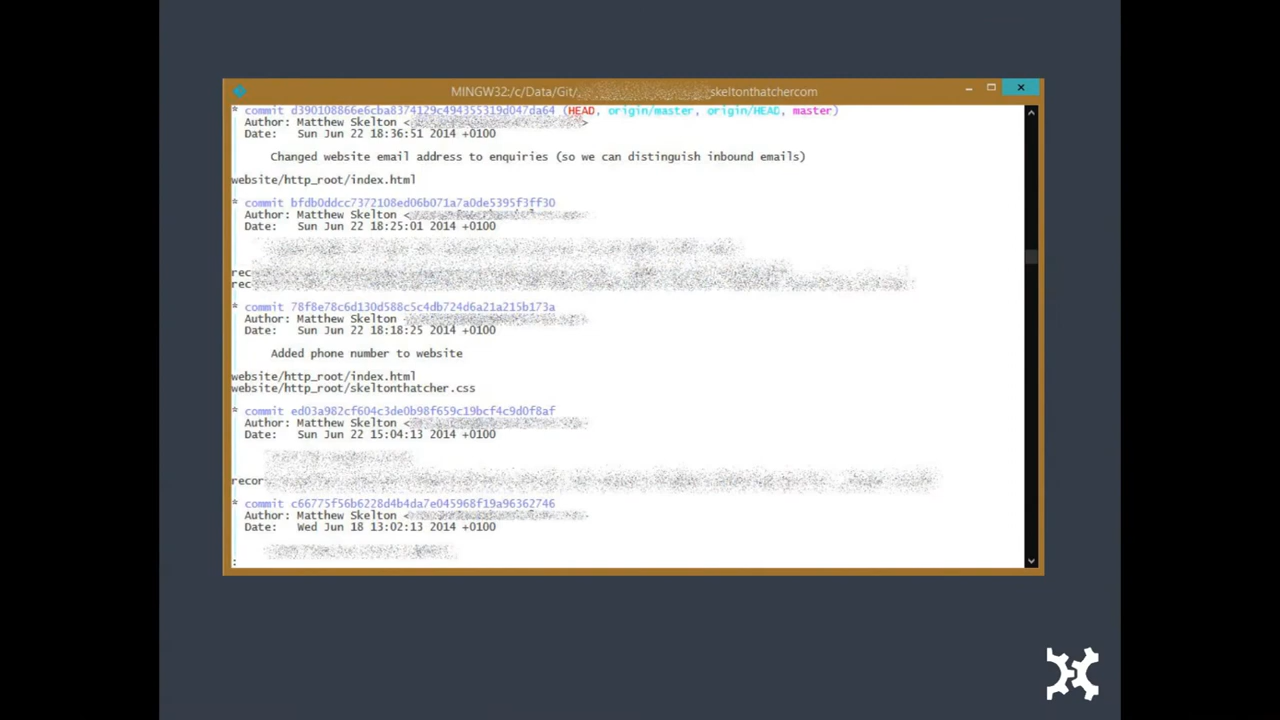 MINGW32:/c/Data/Git/ skeltonthatchercom
* commit d390108866e6cba8374129c494355319d047da64 (HEAD, origin/master, origin/HEAD, master)
Author: Matthew Skelton < >
Date: Sun Jun 22 18:36:51 2014 +0100
Changed website email address to enquiries (so we can distinguish inbound emails)
website/http_root/index.html
* commit bfdb0ddcc7372108ed06b071a7a0de5395f3ff30
Author: Matthew Skelton <
Date: Sun Jun 22 18:25:01 2014 +0100
* commit 78f8e78c6d130d588c5c4db724d6a21a215b173a
Author: Matthew Skelton
Date: Sun Jun 22 18:18:25 2014 +0100
Added phone number to website
website/http_root/index.html
website/http_root/skeltonthatcher.css
* commit ed03a982cf604c3de0b98f659c19bcf4c9d0f8af
Author: Matthew Skelton <
Date: Sun Jun 22 15:04:13 2014 +0100
* commit c66775f56b6228d4b4da7e045968f19a96362746
Author: Matthew Skelton <
Date: Wed Jun 18 13:02:13 2014 +0100
: